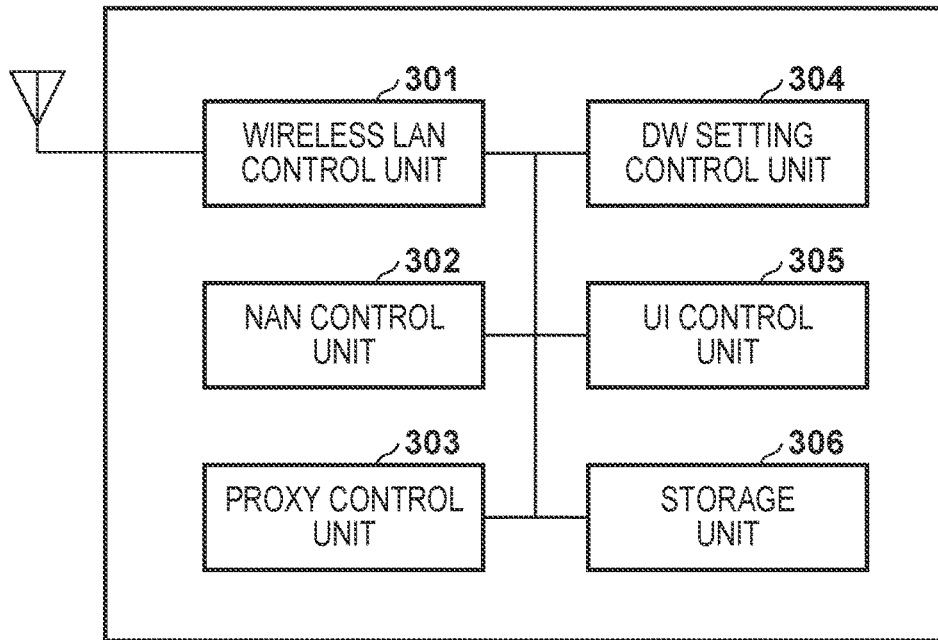 301
WIRELESS LAN
CONTROL UNIT
304
DW SETTING
CONTROL UNIT
302
NAN CONTROL
UNIT
305
UI CONTROL
UNIT
303
PROXY CONTROL
UNIT
306
STORAGE
UNIT